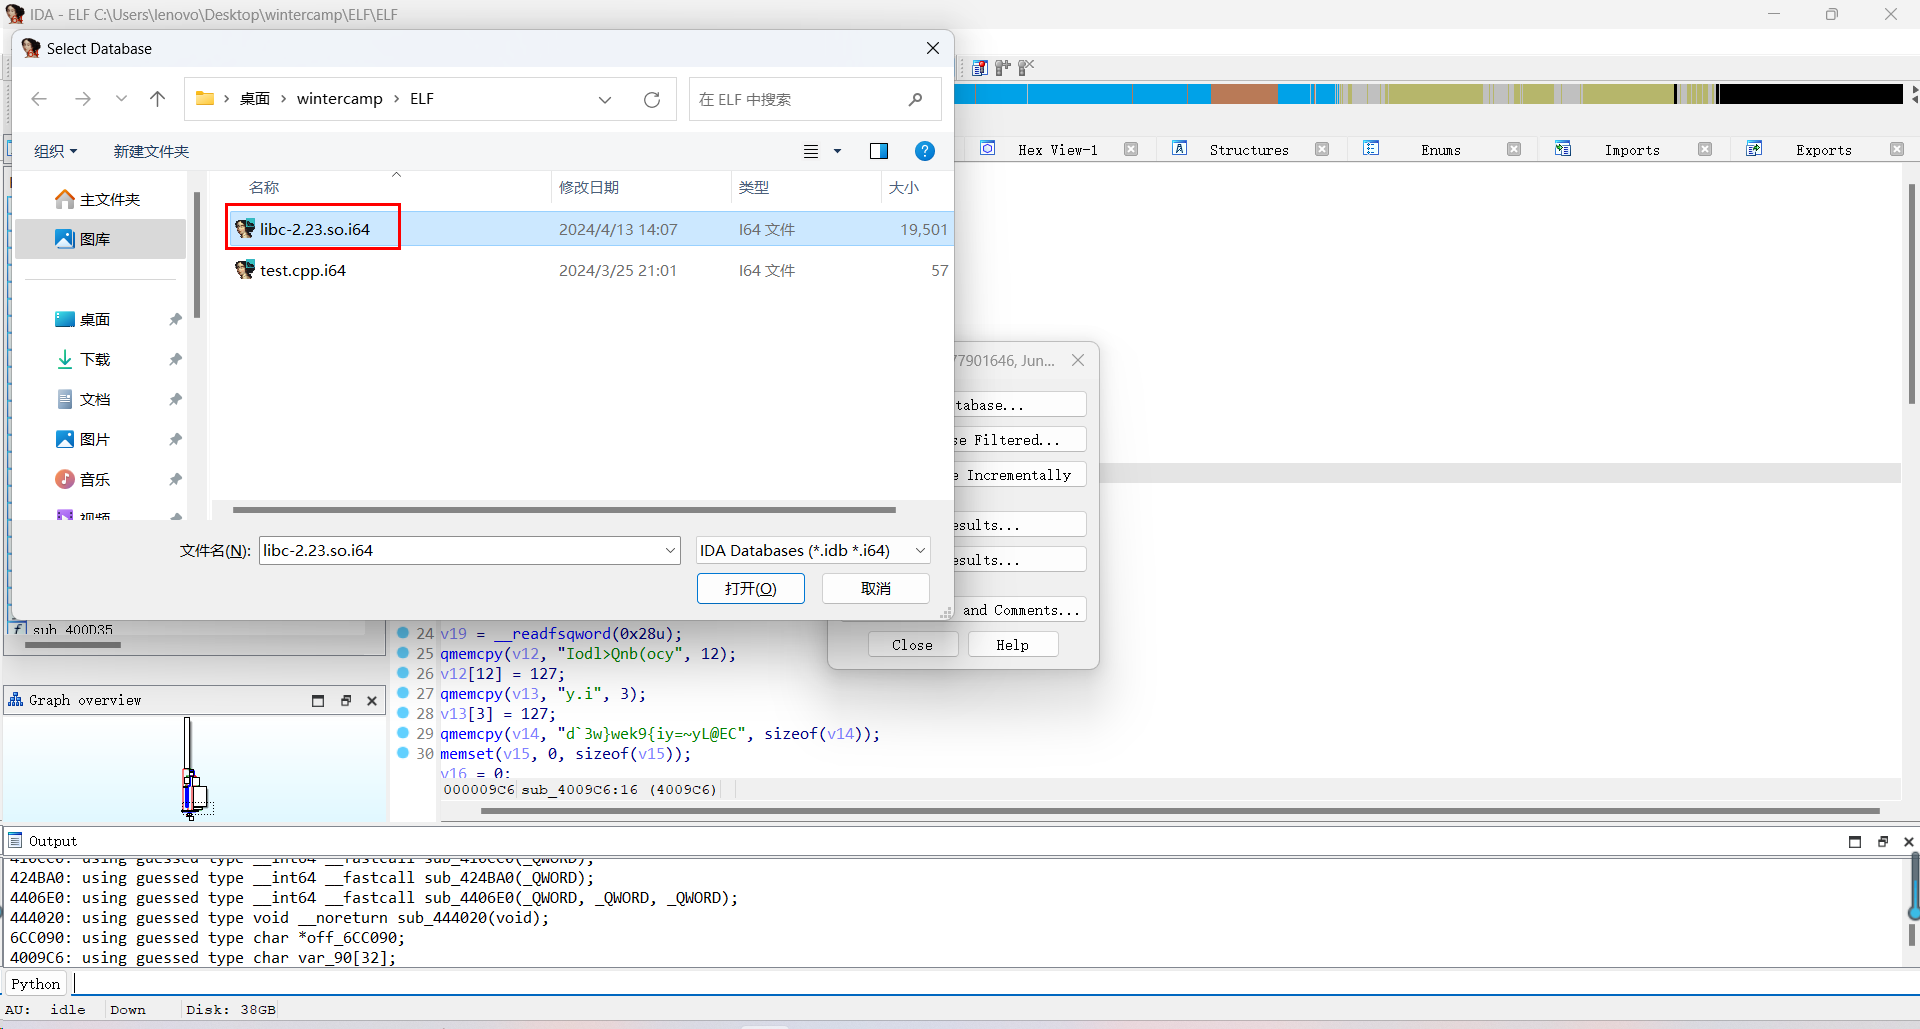 IDA - ELF C:\Users\lenovo\Desktop\wintercamp\ELF\ELF
Select Database
桌面 › wintercamp › ELF
在 ELF 中搜索
组织
新建文件夹
Hex View-1
Structures
Enums
Imports
Exports
主文件夹
图库
桌面
下载
文档
图片
音乐
视频
名称 修改日期 类型 大小
libc-2.23.so.i64 2024/4/13 14:07 I64 文件 19,501
test.cpp.i64 2024/3/25 21:01 I64 文件 57
文件名(N): libc-2.23.so.i64 IDA Databases (*.idb *.i64)
打开(O) 取消
77901646, Jun...
tabase...
se Filtered...
e Incrementally
esults...
esults...
and Comments...
Close Help
f sub_400D35
24 v19 = __readfsqword(0x28u);
25 qmemcpy(v12, "Iodl>Qnb(ocy", 12);
26 v12[12] = 127;
27 qmemcpy(v13, "y.i", 3);
28 v13[3] = 127;
29 qmemcpy(v14, "d`3w}wek9{iy=~yL@EC", sizeof(v14));
30 memset(v15, 0, sizeof(v15));
v16 = 0;
000009C6 sub_4009C6:16 (4009C6)
Graph overview
Output
410CC0: using guessed type __int64 __fastcall sub_410CC0(_QWORD);
424BA0: using guessed type __int64 __fastcall sub_424BA0(_QWORD);
4406E0: using guessed type __int64 __fastcall sub_4406E0(_QWORD, _QWORD, _QWORD);
444020: using guessed type void __noreturn sub_444020(void);
6CC090: using guessed type char *off_6CC090;
4009C6: using guessed type char var_90[32];
Python
AU: idle Down Disk: 38GB